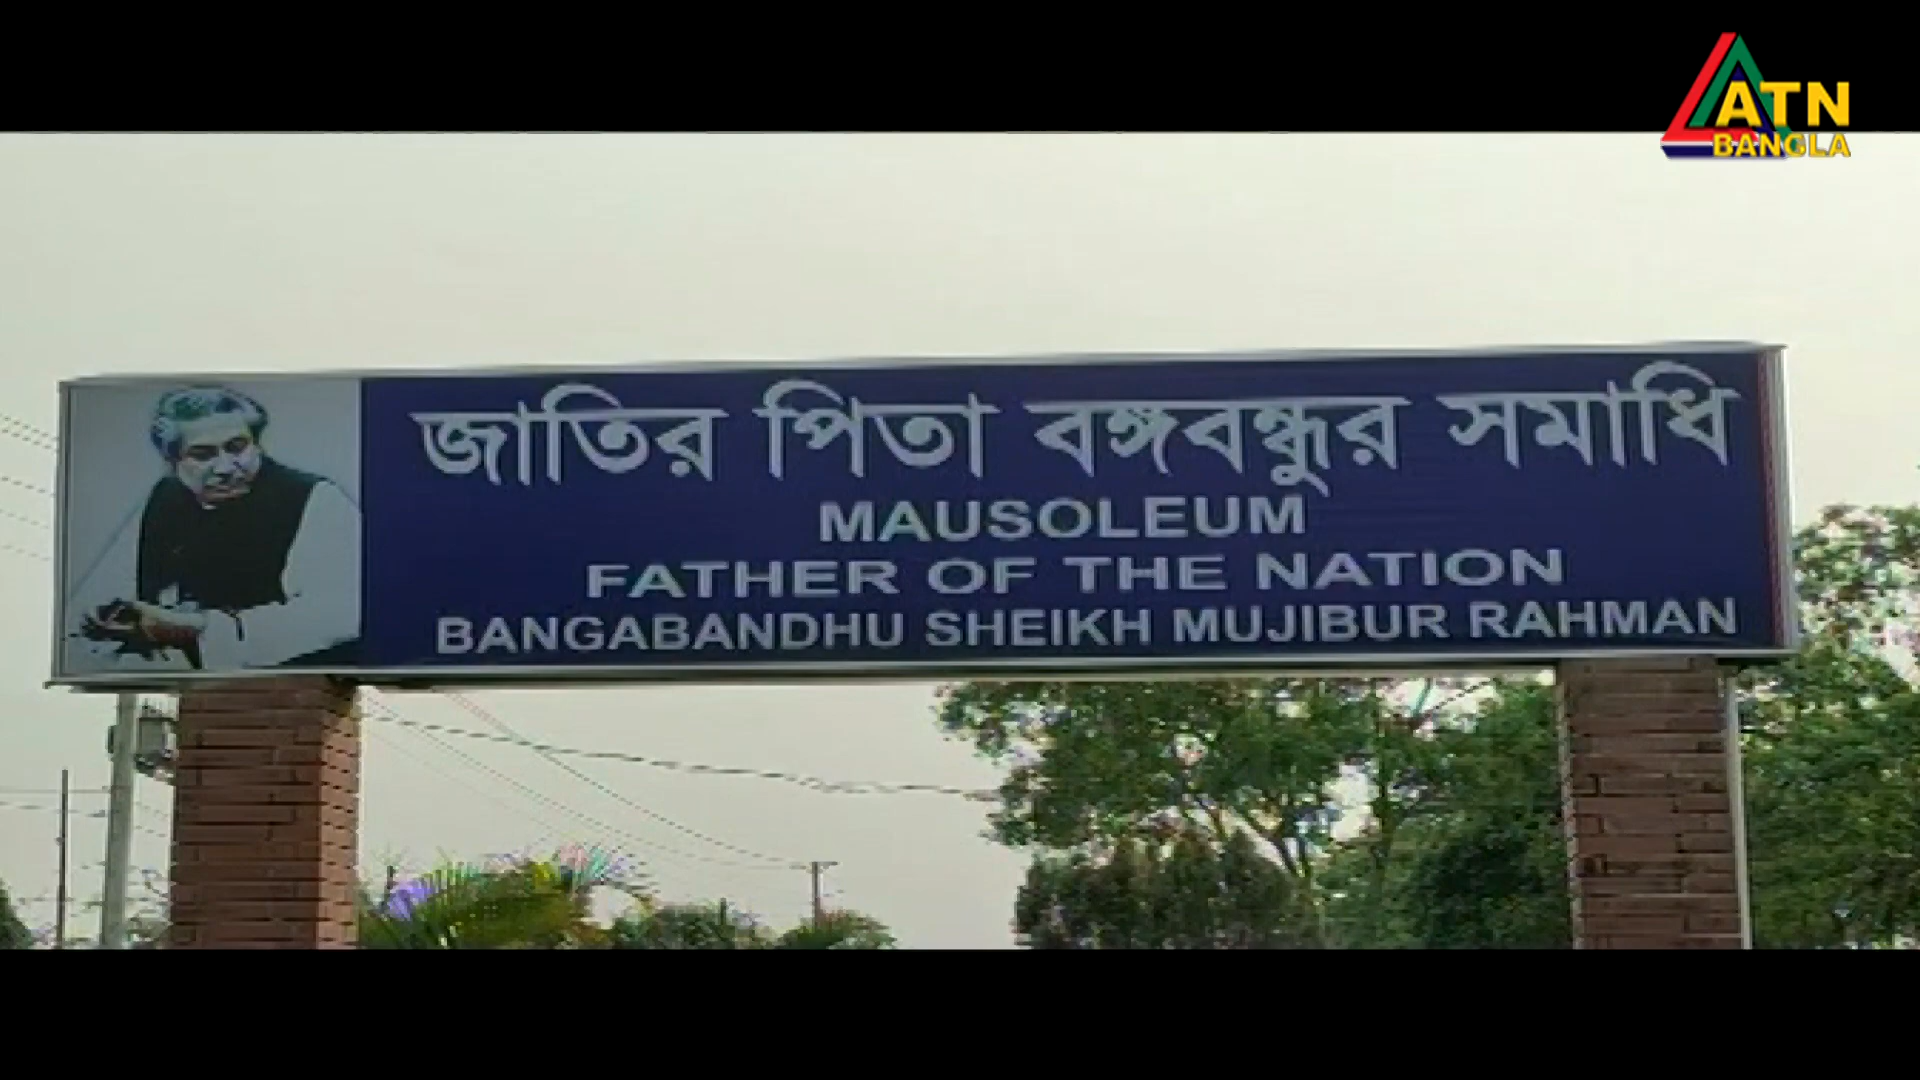 ATN
BANGLA
জাতির পিতা বঙ্গবন্ধুর সমাধি
MAUSOLEUM
FATHER OF THE NATION
BANGABANDHU SHEIKH MUJIBUR RAHMAN